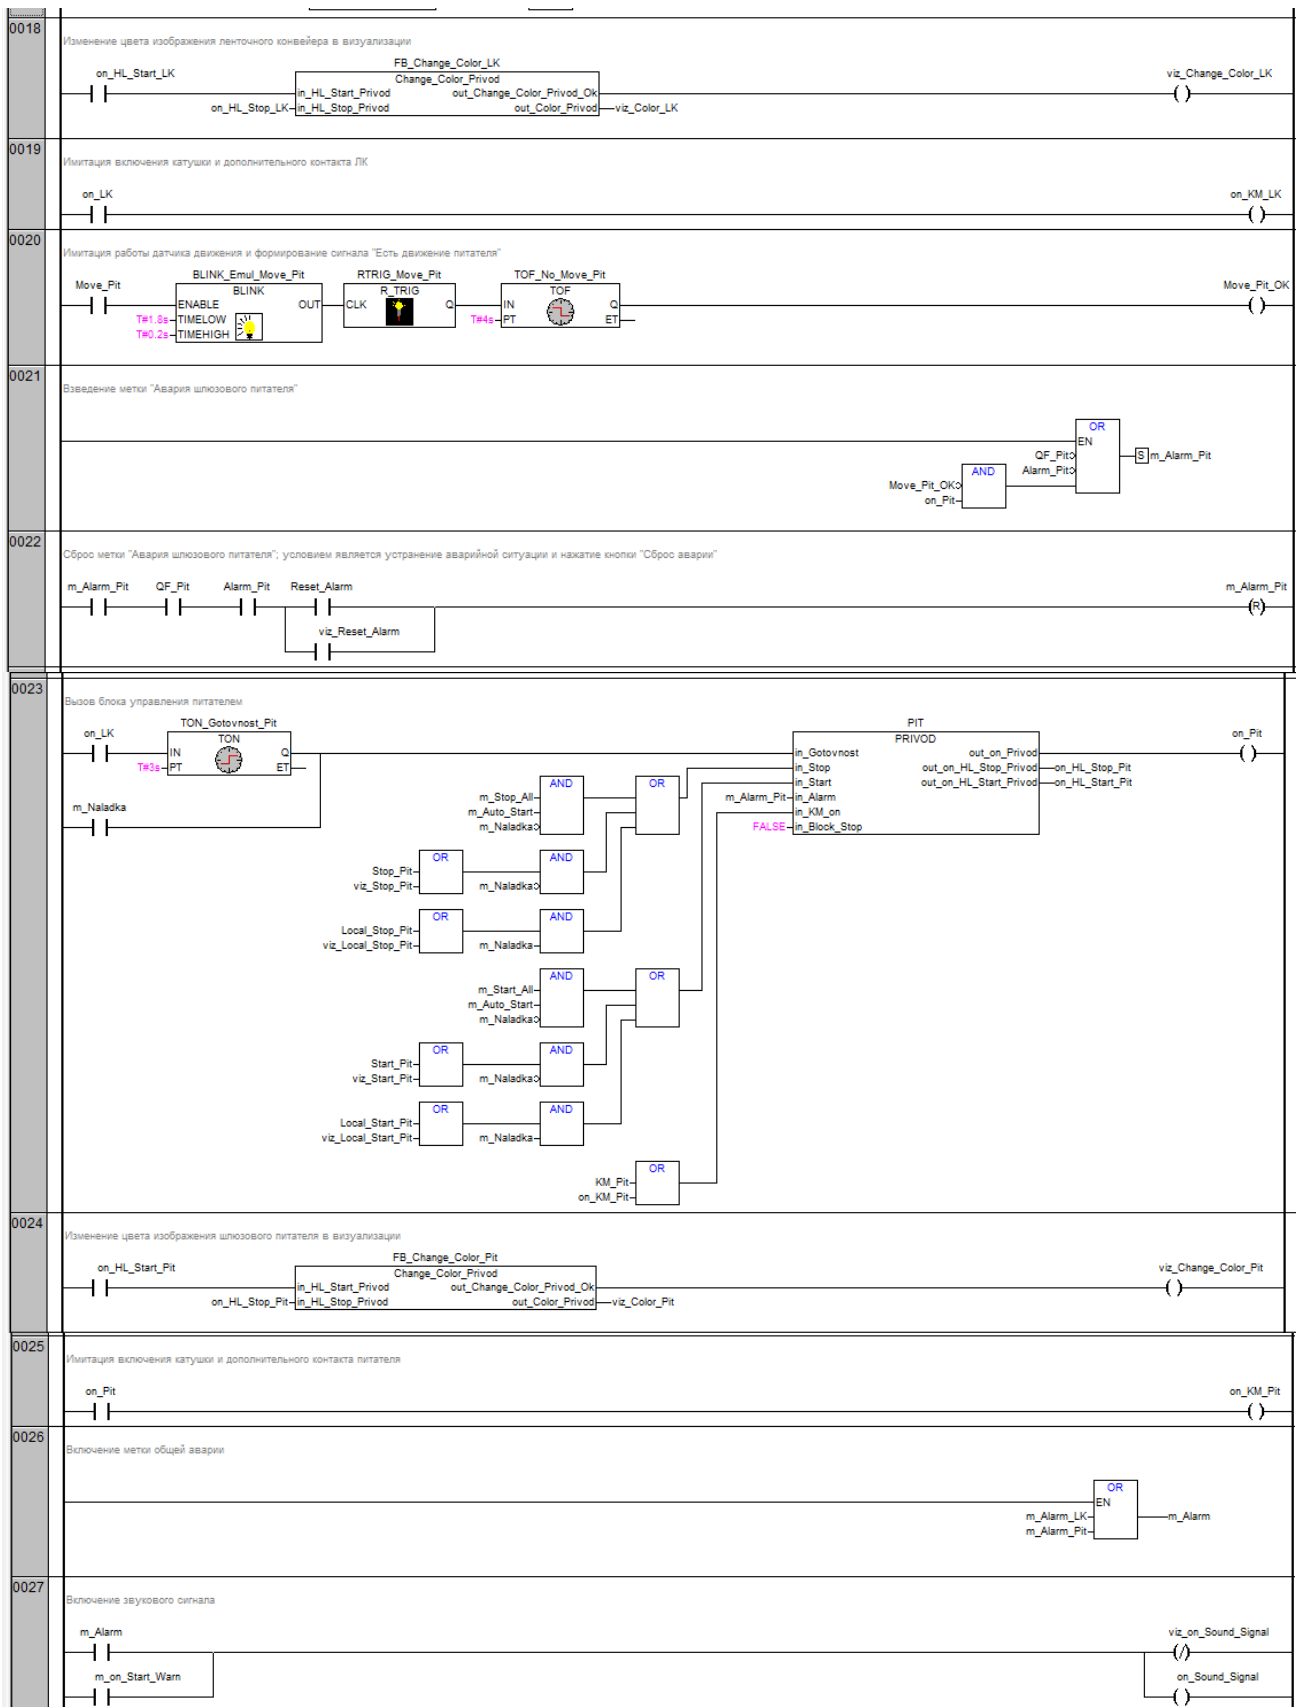 0018
Изменение цвета изображения ленточного конвейера в визуализации
FB_Change_Color_LK
on_HL_Start_LK
Change_Color_Privod
viz_Change_Color_LK
in_HL_Start_Privod out_Change_Color_Privod_Ok
on_HL_Stop_LK in_HL_Stop_Privod out_Color_Privod viz_Color_LK
0019
Имитация включения катушки и дополнительного контакта ЛК
on_LK on_KM_LK
0020
Имитация работы датчика движения и формирование сигнала "Есть движение питателя"
BLINK_Emul_Move_Pit RTRIG_Move_Pit TOF_No_Move_Pit
Move_Pit BLINK R_TRIG TOF Move_Pit_OK
ENABLE OUT CLK Q IN Q
T#1.8s TIMELOW T#4s PT ET
T#0.2s TIMEHIGH
0021
Взведение метки "Авария шлюзового питателя"
OR
EN
QF_Pit S m_Alarm_Pit
AND Alarm_Pit
Move_Pit_OK
on_Pit
0022
Сброс метки "Авария шлюзового питателя"; условием является устранение аварийной ситуации и нажатие кнопки "Сброс аварии"
m_Alarm_Pit QF_Pit Alarm_Pit Reset_Alarm m_Alarm_Pit
R
viz_Reset_Alarm
0023
Вызов блока управления питателем
TON_Gotovnost_Pit PIT
on_LK TON PRIVOD on_Pit
IN Q in_Gotovnost out_on_Privod
T#3s PT ET in_Stop out_on_HL_Stop_Privod on_HL_Stop_Pit
AND OR in_Start out_on_HL_Start_Privod on_HL_Start_Pit
m_Stop_All m_Alarm_Pit in_Alarm
m_Naladka m_Auto_Start in_KM_on
m_Naladka FALSE in_Block_Stop
OR AND
Stop_Pit
viz_Stop_Pit m_Naladka
OR AND
Local_Stop_Pit
viz_Local_Stop_Pit m_Naladka
AND OR
m_Start_All
m_Auto_Start
m_Naladka
OR AND
Start_Pit
viz_Start_Pit m_Naladka
OR AND
Local_Start_Pit
viz_Local_Start_Pit m_Naladka
OR
KM_Pit
on_KM_Pit
0024
Изменение цвета изображения шлюзового питателя в визуализации
FB_Change_Color_Pit
on_HL_Start_Pit Change_Color_Privod viz_Change_Color_Pit
in_HL_Start_Privod out_Change_Color_Privod_Ok
on_HL_Stop_Pit in_HL_Stop_Privod out_Color_Privod viz_Color_Pit
0025
Имитация включения катушки и дополнительного контакта питателя
on_Pit on_KM_Pit
0026
Включение метки общей аварии
OR
EN
m_Alarm_LK m_Alarm
m_Alarm_Pit
0027
Включение звукового сигнала
m_Alarm viz_on_Sound_Signal
m_on_Start_Warn on_Sound_Signal